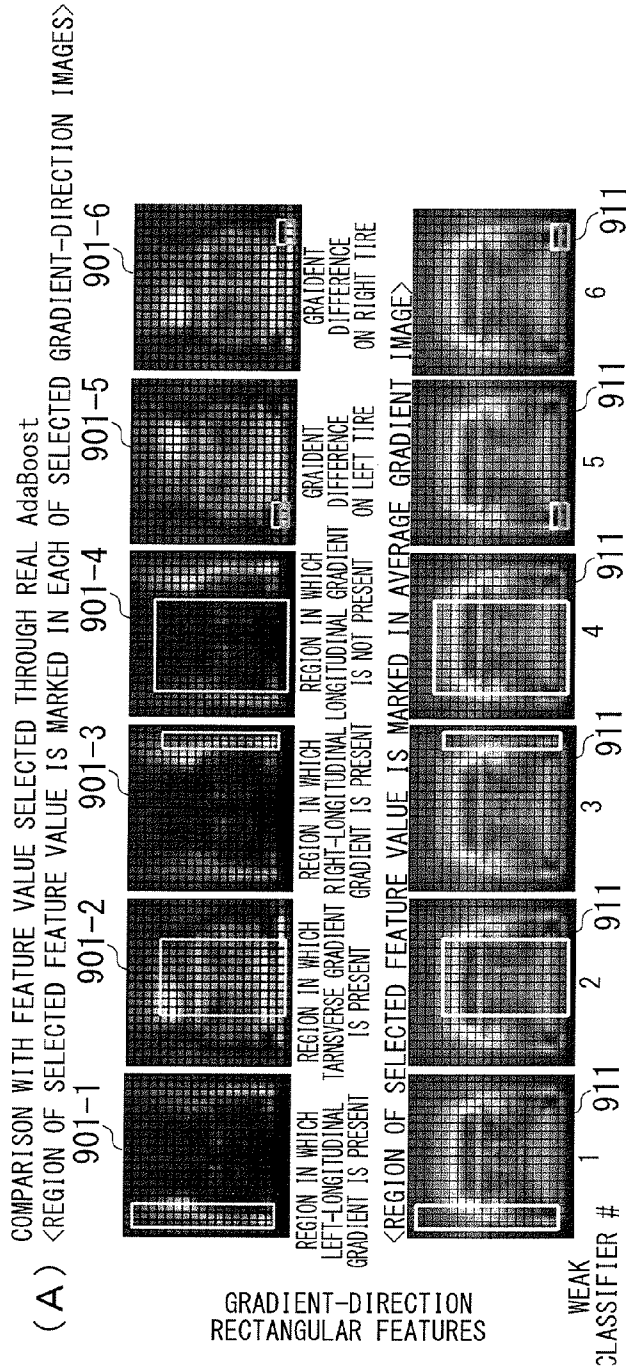 (A) COMPARISON WITH FEATURE VALUE SELECTED THROUGH REAL AdaBoost
<REGION OF SELECTED FEATURE VALUE IS MARKED IN EACH OF SELECTED GRADIENT-DIRECTION IMAGES>
901-1 901-2 901-3 901-4 901-5 901-6
GRADIENT-DIRECTION
RECTANGULAR FEATURES
REGION IN WHICH
LEFT-LONGITUDINAL
GRADIENT IS PRESENT
REGION IN WHICH
TARNSVERSE GRADIENT
IS PRESENT
REGION IN WHICH
RIGHT-LONGITUDINAL
GRADIENT IS PRESENT
REGION IN WHICH
LONGITUDINAL GRADIENT
IS NOT PRESENT
GRAIDENT
DIFFERENCE
ON LEFT TIRE
GRAIDENT
DIFFERENCE
ON RIGHT TIRE
<REGION OF SELECTED FEATURE VALUE IS MARKED IN AVERAGE GRADIENT IMAGE>
911 911 911 911 911 911
WEAK
CLASSIFIER # 1 2 3 4 5 6